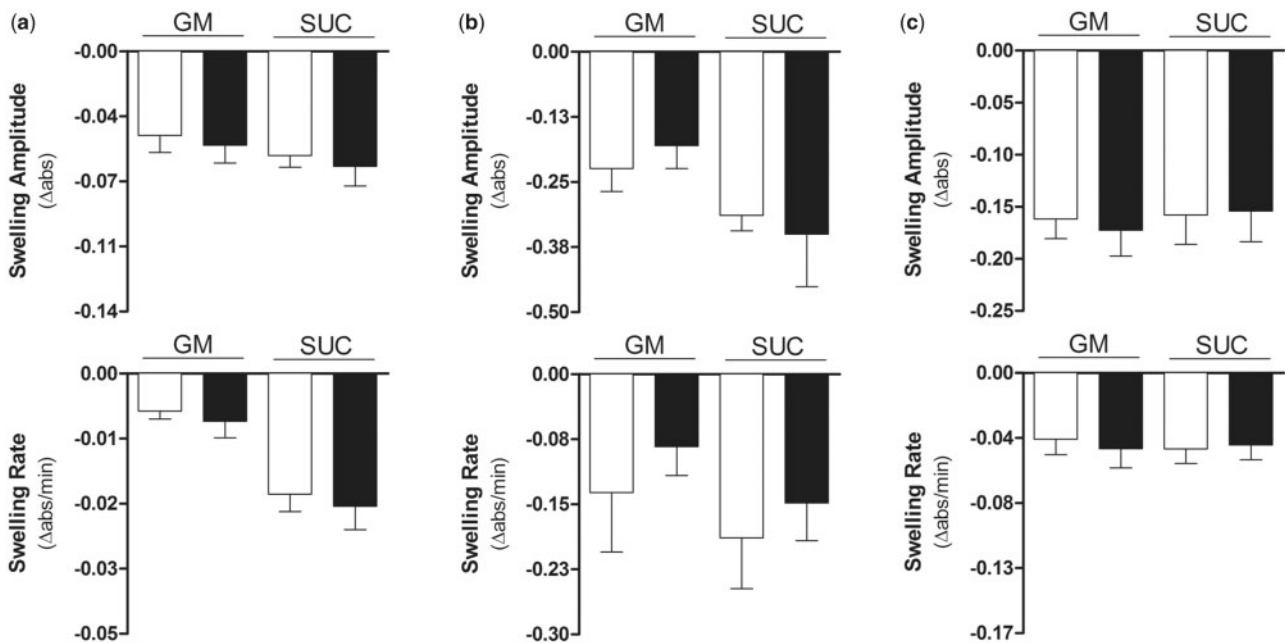 (a)
GM SUC
-0.00
-0.04
-0.07
-0.11
-0.14
Swelling Amplitude
(Δabs)
(b)
GM SUC
0.00
-0.13
-0.25
-0.38
-0.50
Swelling Amplitude
(Δabs)
(c)
GM SUC
0.00
-0.05
-0.10
-0.15
-0.20
-0.25
Swelling Amplitude
(Δabs)
GM SUC
0.00
-0.01
-0.02
-0.03
-0.05
Swelling Rate
(Δabs/min)
GM SUC
0.00
-0.08
-0.15
-0.23
-0.30
Swelling Rate
(Δabs/min)
GM SUC
0.00
-0.04
-0.08
-0.13
-0.17
Swelling Rate
(Δabs/min)